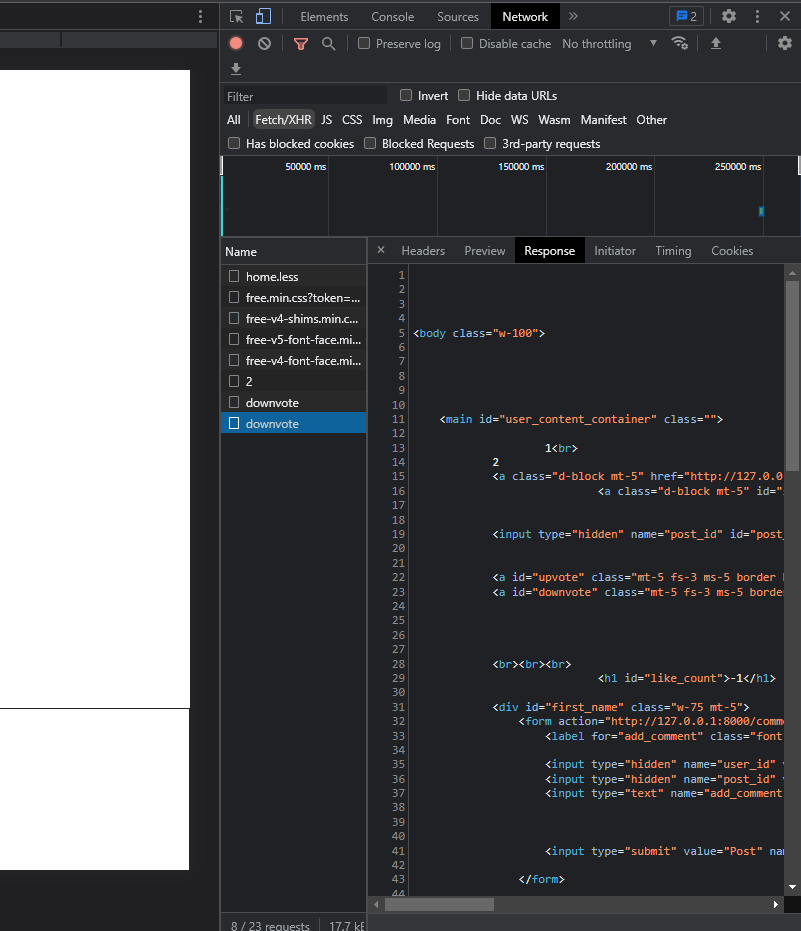 Elements Console Sources Network » 2
Preserve log Disable cache No throttling
Filter Invert Hide data URLs
All Fetch/XHR JS CSS Img Media Font Doc WS Wasm Manifest Other
Has blocked cookies Blocked Requests 3rd-party requests
50000 ms 100000 ms 150000 ms 200000 ms 250000 ms
Name
home.less
free.min.css?token=...
free-v4-shims.min.c...
free-v5-font-face.mi...
free-v4-font-face.mi...
2
downvote
downvote
8 / 23 requests 17.7 kE
× Headers Preview Response Initiator Timing Cookies
1
2
3
4
5 <body class="w-100">
6
7
8
9
10
11 <main id="user_content_container" class="">
12
13 1<br>
14 2
15 <a class="d-block mt-5" href="http://127.0.0
16 <a class="d-block mt-5" id="
17
18
19 <input type="hidden" name="post_id" id="post_
20
21
22 <a id="upvote" class="mt-5 fs-3 ms-5 border
23 <a id="downvote" class="mt-5 fs-3 ms-5 borde
24
25
26
27
28 <br><br><br>
29 <h1 id="like_count">-1</h1>
30
31 <div id="first_name" class="w-75 mt-5">
32 <form action="http://127.0.0.1:8000/comm
33 <label for="add_comment" class="font
34
35 <input type="hidden" name="user_id"
36 <input type="hidden" name="post_id"
37 <input type="text" name="add_comment
38
39
40
41 <input type="submit" value="Post" na
42
43 </form>
44